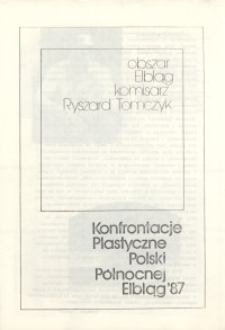 obszar
Elbląg
komisarz
Ryszard Tomczyk
Konfrontacje
Plastyczne
Polski
Północnej
Elbląg '87